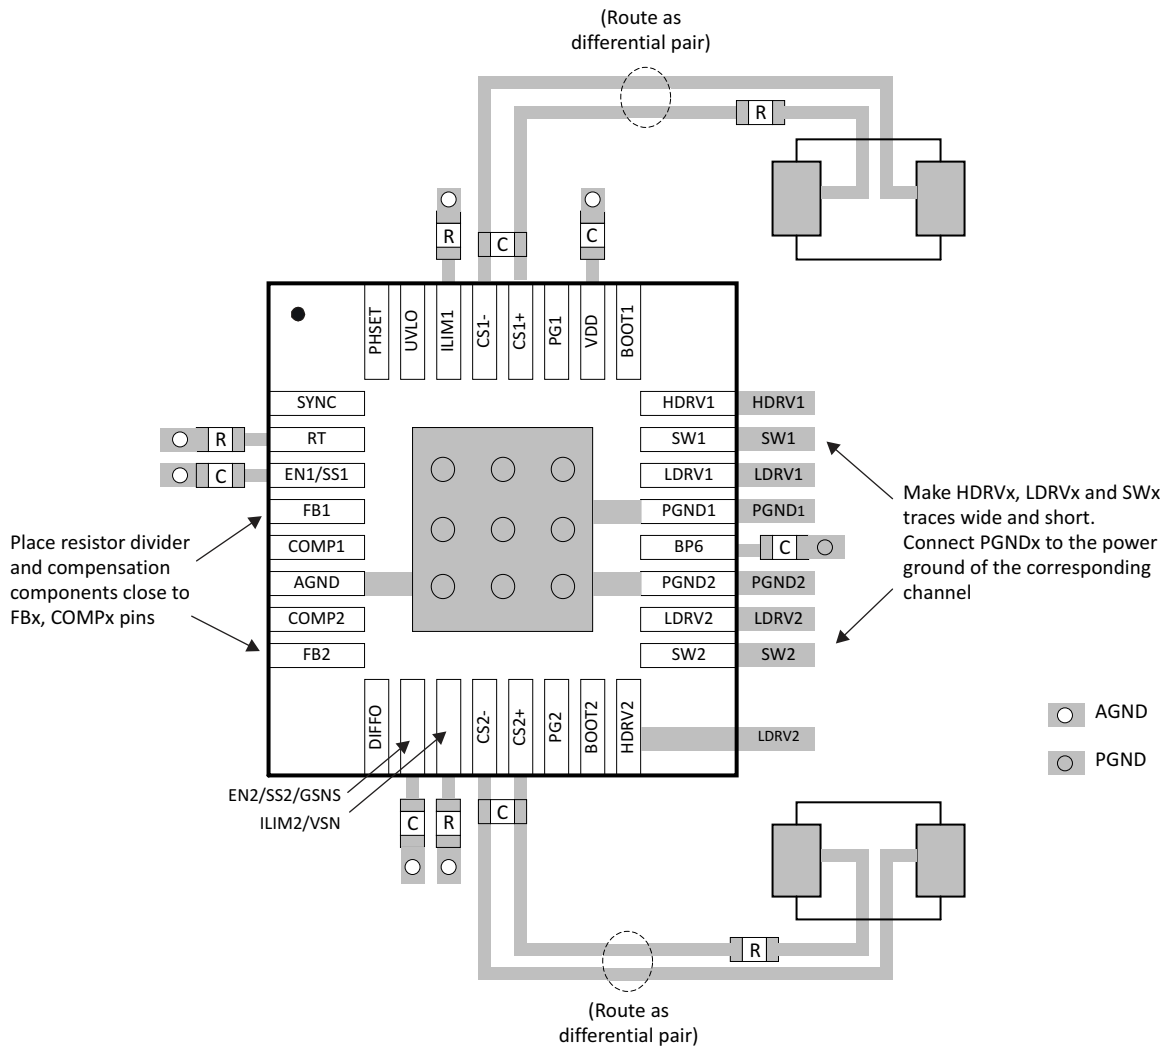 (Route as
differential pair)
R
R
C
C
PHSET
UVLO
ILIM1
CS1-
CS1+
PG1
VDD
BOOT1
SYNC
HDRV1
HDRV1
R
RT
SW1
SW1
C
EN1/SS1
LDRV1
LDRV1
FB1
PGND1
PGND1
COMP1
BP6
C
AGND
PGND2
PGND2
COMP2
LDRV2
LDRV2
FB2
SW2
SW2
Place resistor divider
and compensation
components close to
FBx, COMPx pins
Make HDRVx, LDRVx and SWx
traces wide and short.
Connect PGNDx to the power
ground of the corresponding
channel
DIFFO
CS2-
CS2+
PG2
BOOT2
HDRV2
LDRV2
AGND
PGND
EN2/SS2/GSNS
ILIM2/VSN
C
R
C
R
(Route as
differential pair)